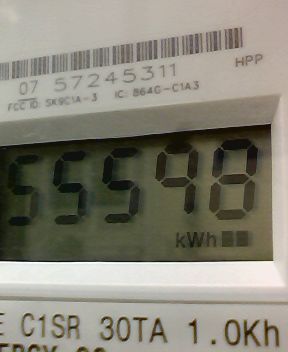 07 57245311
HPP
FCC ID: SK9C1A-3 IC: 864G-C1A3
55598
kWh
E C1SR 30TA 1.0Kh